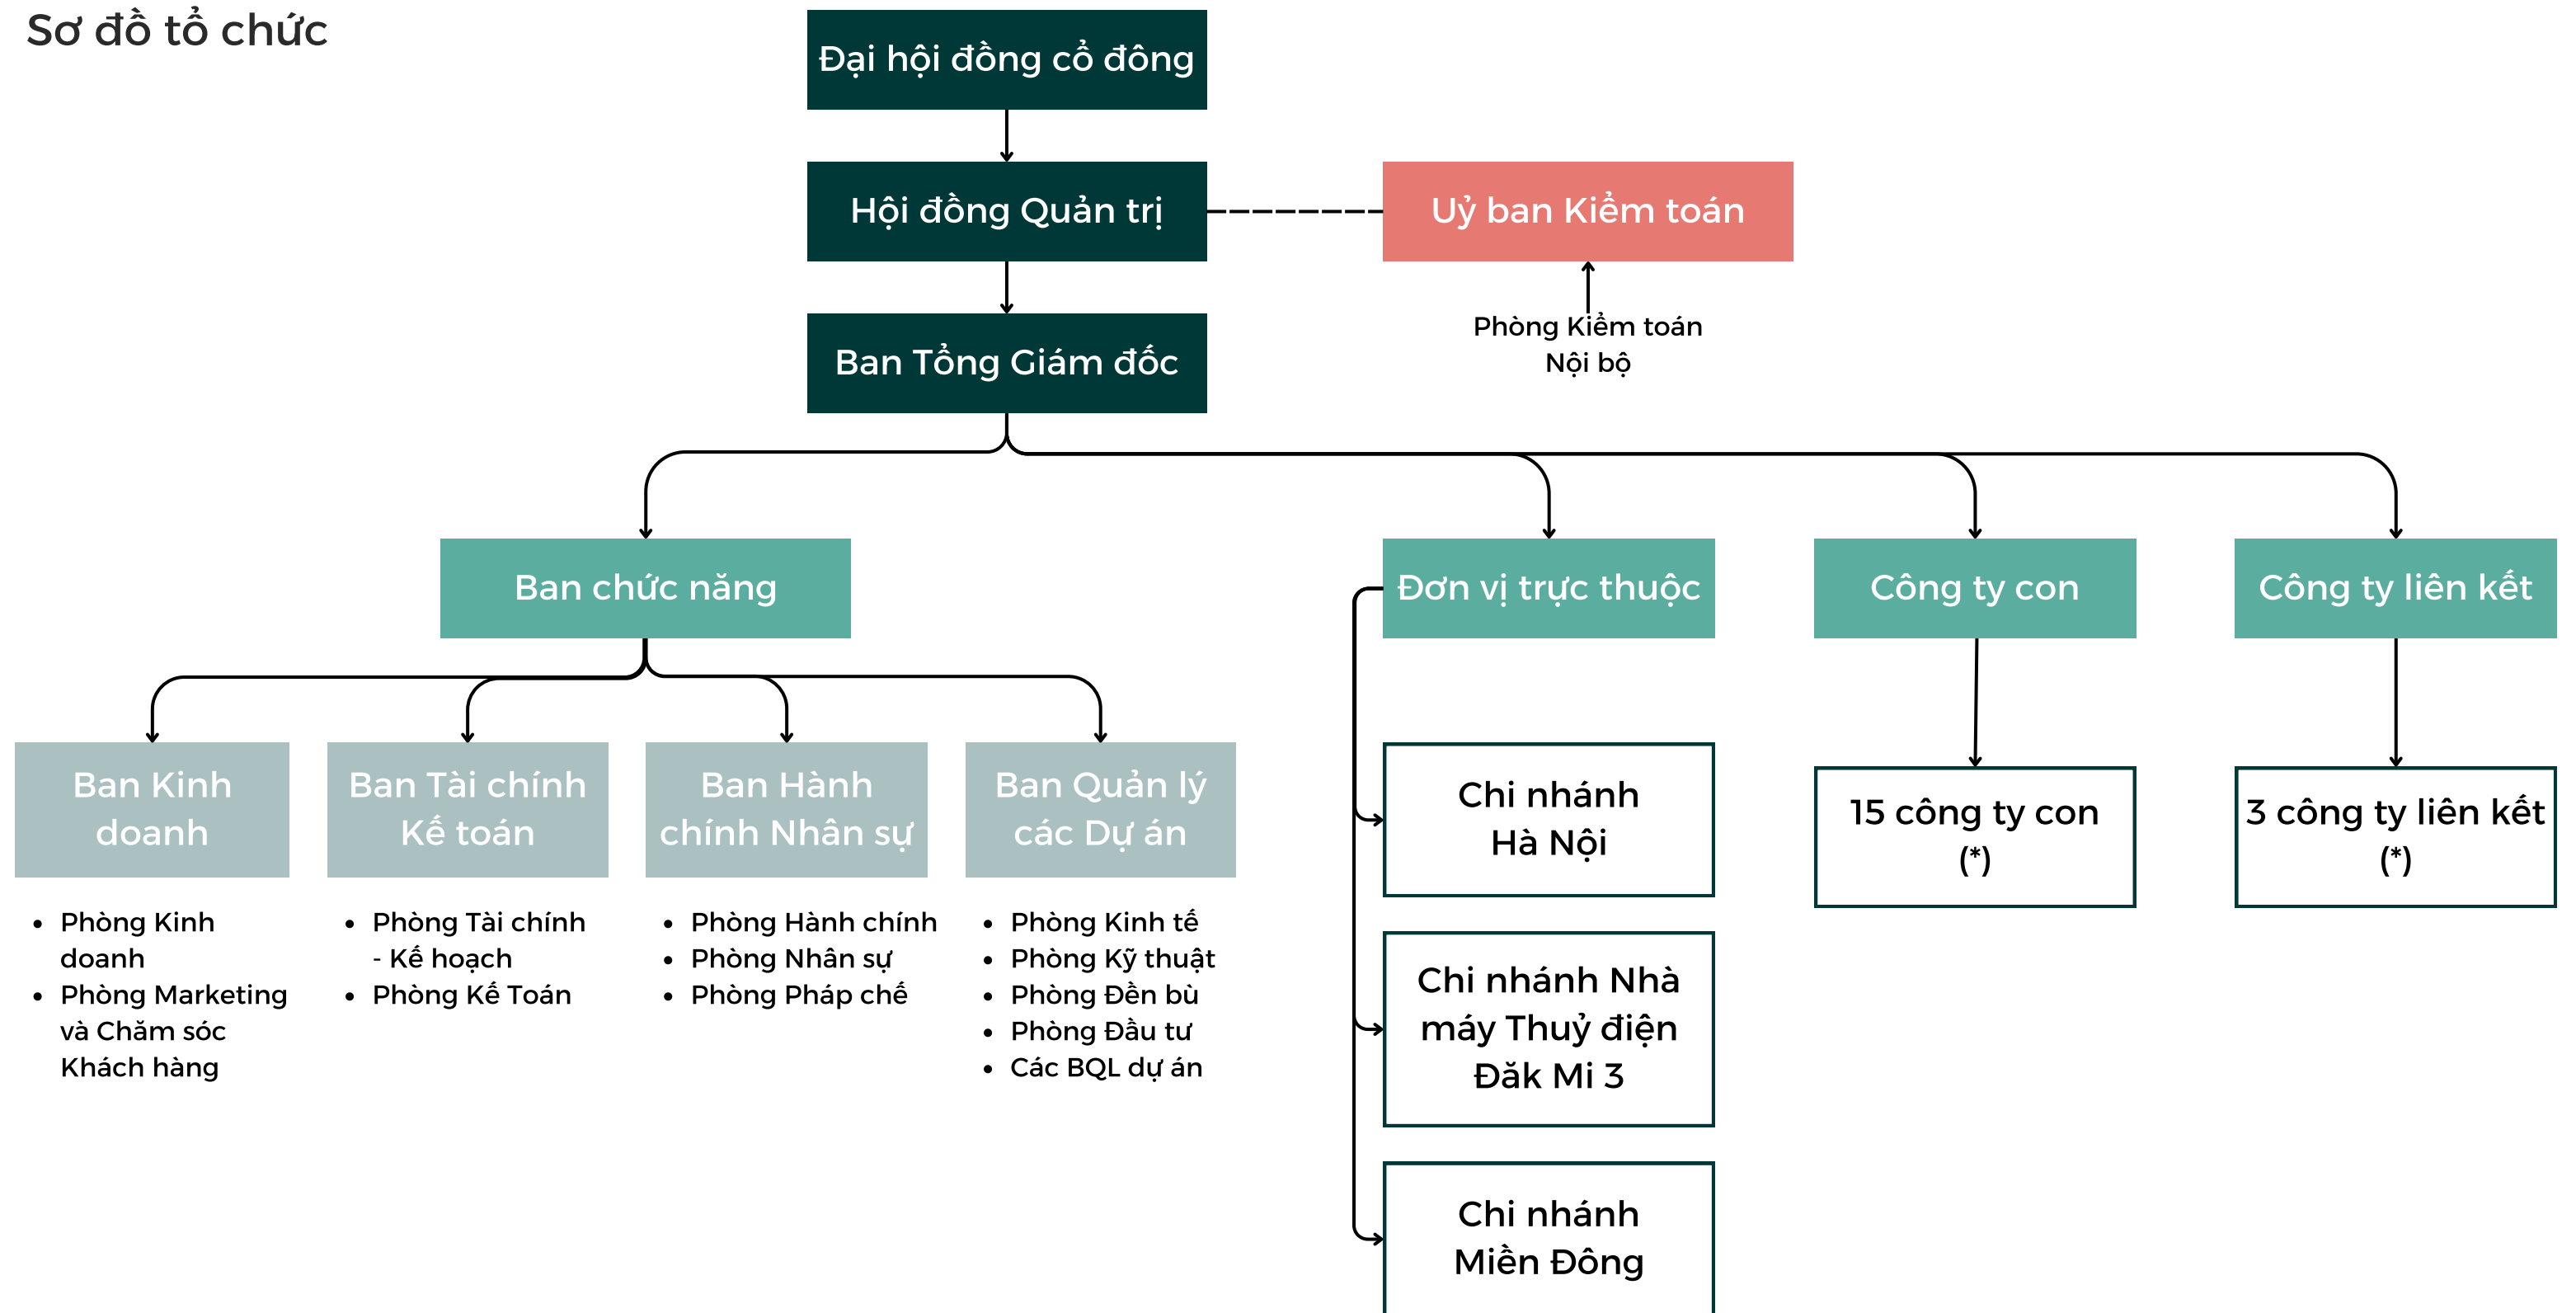 Sơ đồ tổ chức
Đại hội đồng cổ đông
Hội đồng Quản trị
Uỷ ban Kiểm toán
Phòng Kiểm toán
Nội bộ
Ban Tổng Giám đốc
Ban chức năng
Đơn vị trực thuộc
Công ty con
Công ty liên kết
Ban Kinh
doanh
• Phòng Kinh
doanh
• Phòng Marketing
và Chăm sóc
Khách hàng
Ban Tài chính
Kế toán
• Phòng Tài chính
- Kế hoạch
• Phòng Kế Toán
Ban Hành
chính Nhân sự
• Phòng Hành chính
• Phòng Nhân sự
• Phòng Pháp chế
Ban Quản lý
các Dự án
• Phòng Kinh tế
• Phòng Kỹ thuật
• Phòng Đền bù
• Phòng Đầu tư
• Các BQL dự án
Chi nhánh
Hà Nội
Chi nhánh Nhà
máy Thuỷ điện
Đăk Mi 3
Chi nhánh
Miền Đông
15 công ty con
(*)
3 công ty liên kết
(*)